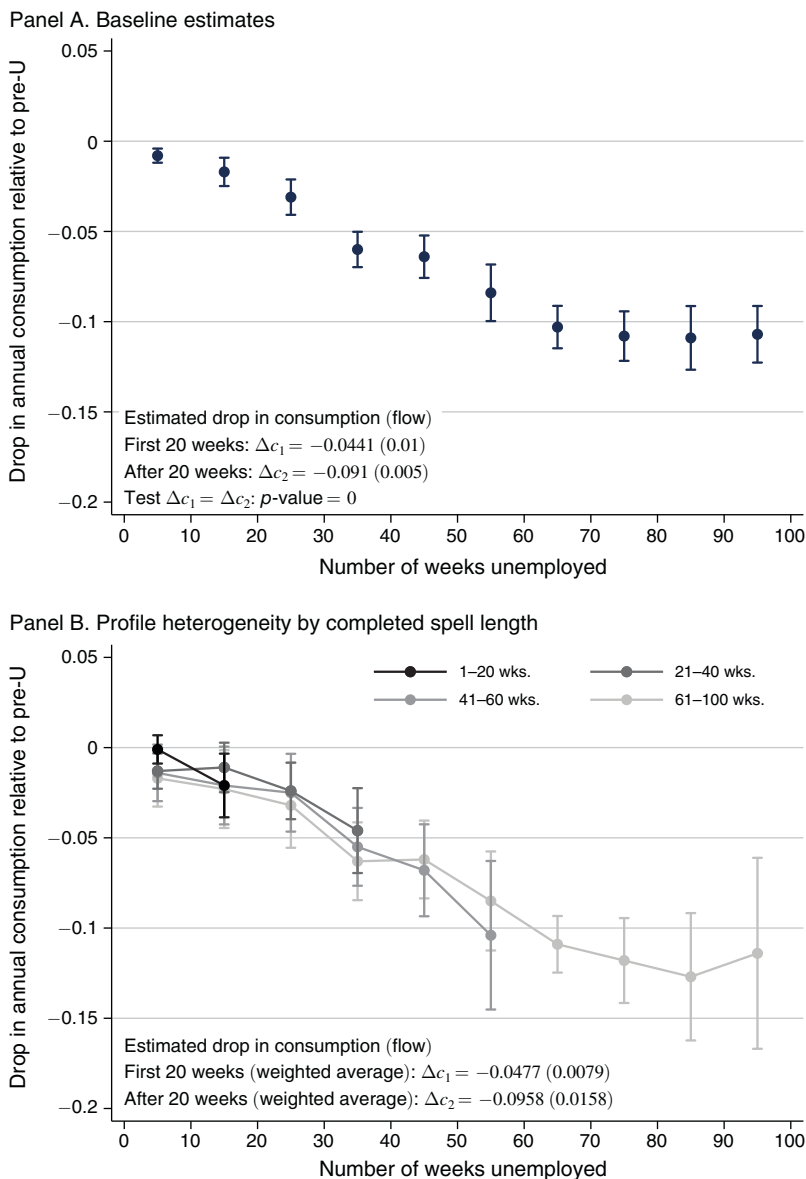 Panel A. Baseline estimates
Drop in annual consumption relative to pre-U
0.05
0
−0.05
−0.1
−0.15
−0.2
Estimated drop in consumption (flow)
First 20 weeks: Δc₁ = −0.0441 (0.01)
After 20 weeks: Δc₂ = −0.091 (0.005)
Test Δc₁ = Δc₂: p-value = 0
0 10 20 30 40 50 60 70 80 90 100
Number of weeks unemployed
Panel B. Profile heterogeneity by completed spell length
Drop in annual consumption relative to pre-U
0.05
0
−0.05
−0.1
−0.15
−0.2
1–20 wks. 21–40 wks.
41–60 wks. 61–100 wks.
Estimated drop in consumption (flow)
First 20 weeks (weighted average): Δc₁ = −0.0477 (0.0079)
After 20 weeks (weighted average): Δc₂ = −0.0958 (0.0158)
0 10 20 30 40 50 60 70 80 90 100
Number of weeks unemployed